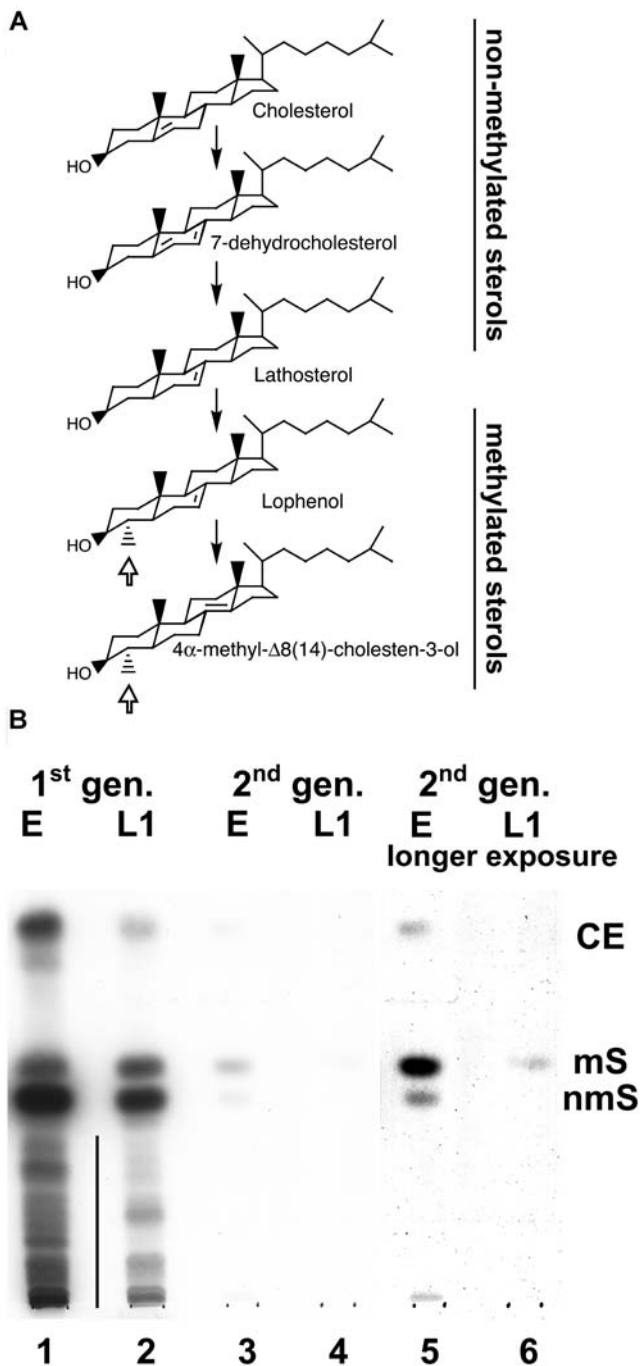 A
non-methylated sterols
Cholesterol
HO
7-dehydrocholesterol
HO
Lathosterol
HO
methylated sterols
Lophenol
HO
4α-methyl-Δ8(14)-cholesten-3-ol
HO
B
1st gen. 2nd gen. 2nd gen.
E L1 E L1 E L1
longer exposure
CE
mS
nmS
1 2 3 4 5 6